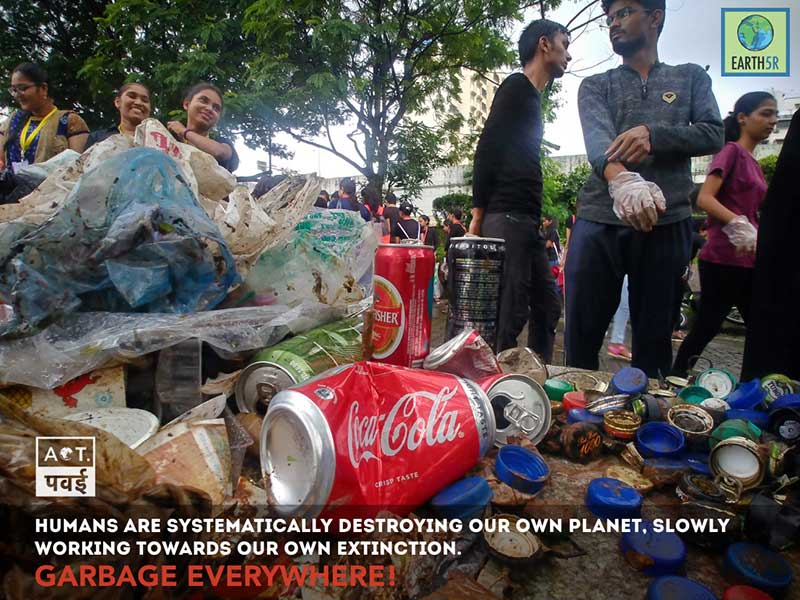 EARTH5R
FISHER
Coca-Cola
CRISP TASTE
ACT.
पवई
HUMANS ARE SYSTEMATICALLY DESTROYING OUR OWN PLANET, SLOWLY
WORKING TOWARDS OUR OWN EXTINCTION.
GARBAGE EVERYWHERE!